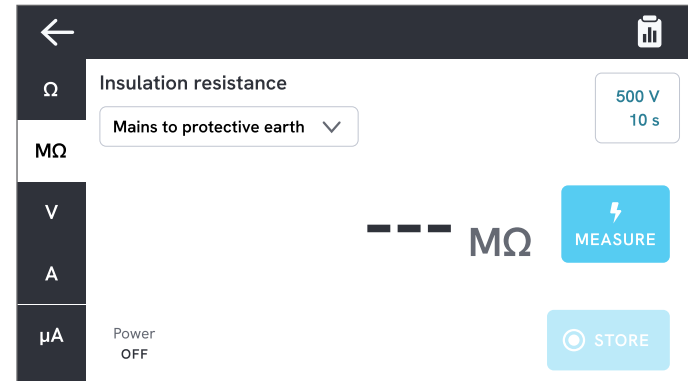 Ω
MΩ
V
A
µA
Insulation resistance
Mains to protective earth
500 V
10 s
--- MΩ
MEASURE
Power
OFF
STORE